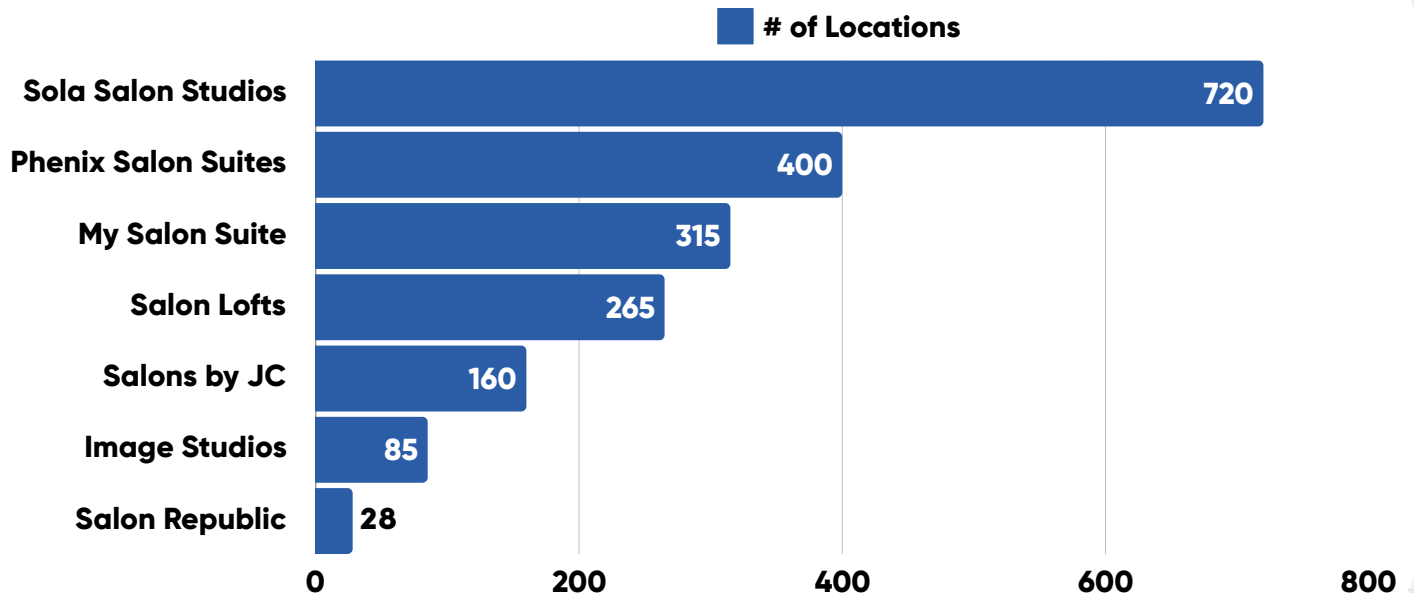 # of Locations
Sola Salon Studios 720
Phenix Salon Suites 400
My Salon Suite 315
Salon Lofts 265
Salons by JC 160
Image Studios 85
Salon Republic 28
0 200 400 600 800